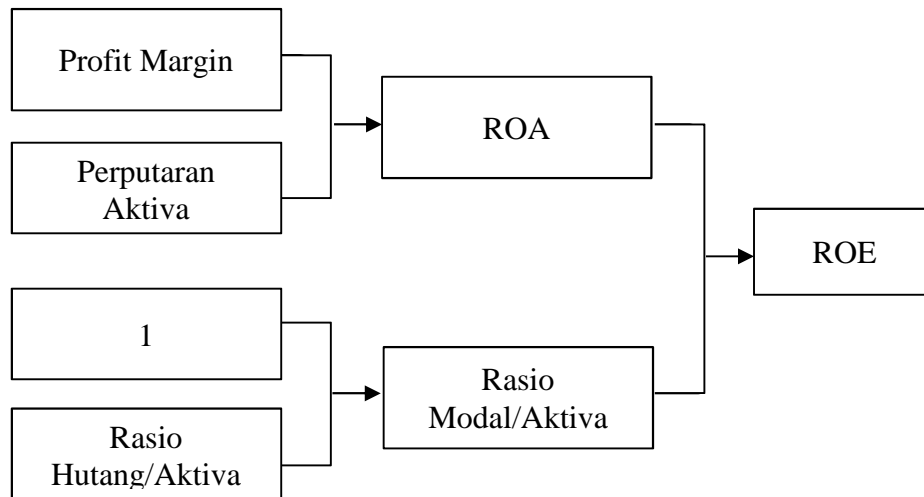 Profit Margin
ROA
Perputaran
Aktiva
ROE
1
Rasio
Modal/Aktiva
Rasio
Hutang/Aktiva